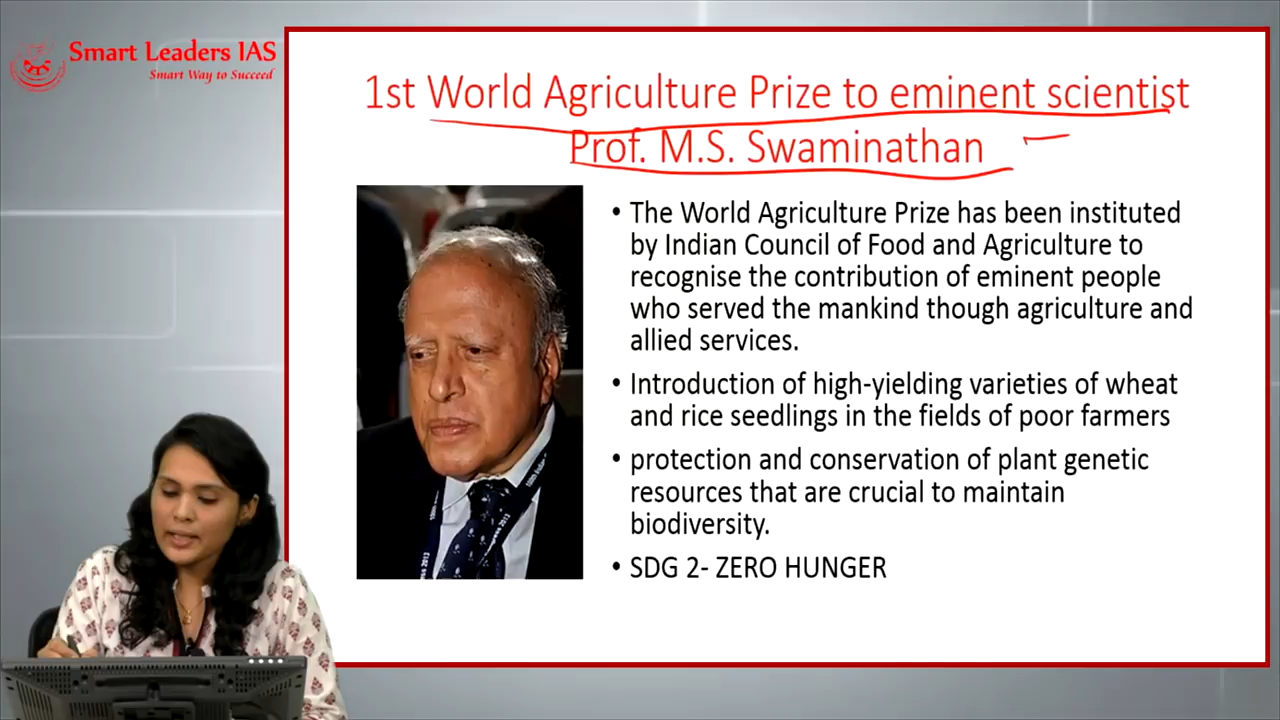 Smart Leaders IAS
Smart Way to Succeed
1st World Agriculture Prize to eminent scientist
Prof. M.S. Swaminathan
• The World Agriculture Prize has been instituted
by Indian Council of Food and Agriculture to
recognise the contribution of eminent people
who served the mankind though agriculture and
allied services.
• Introduction of high-yielding varieties of wheat
and rice seedlings in the fields of poor farmers
• protection and conservation of plant genetic
resources that are crucial to maintain
biodiversity.
• SDG 2- ZERO HUNGER